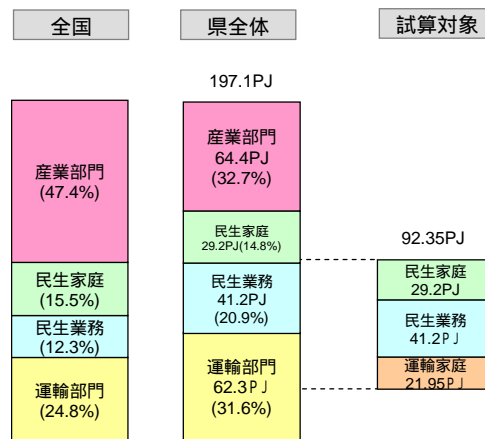 全国
県全体
試算対象
197.1PJ
産業部門
(47.4%)
民生家庭
(15.5%)
民生業務
(12.3%)
運輸部門
(24.8%)
産業部門
64.4PJ
(32.7%)
民生家庭
29.2PJ(14.8%)
民生業務
41.2PJ
(20.9%)
運輸部門
62.3ＰＪ
(31.6%)
92.35PJ
民生家庭
29.2PJ
民生業務
41.2ＰＪ
運輸家庭
21.95ＰＪ